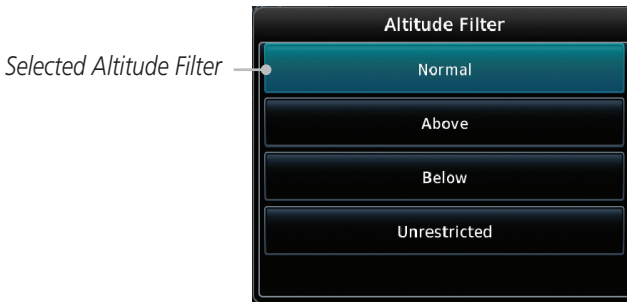 Altitude Filter
Selected Altitude Filter
Normal
Above
Below
Unrestricted